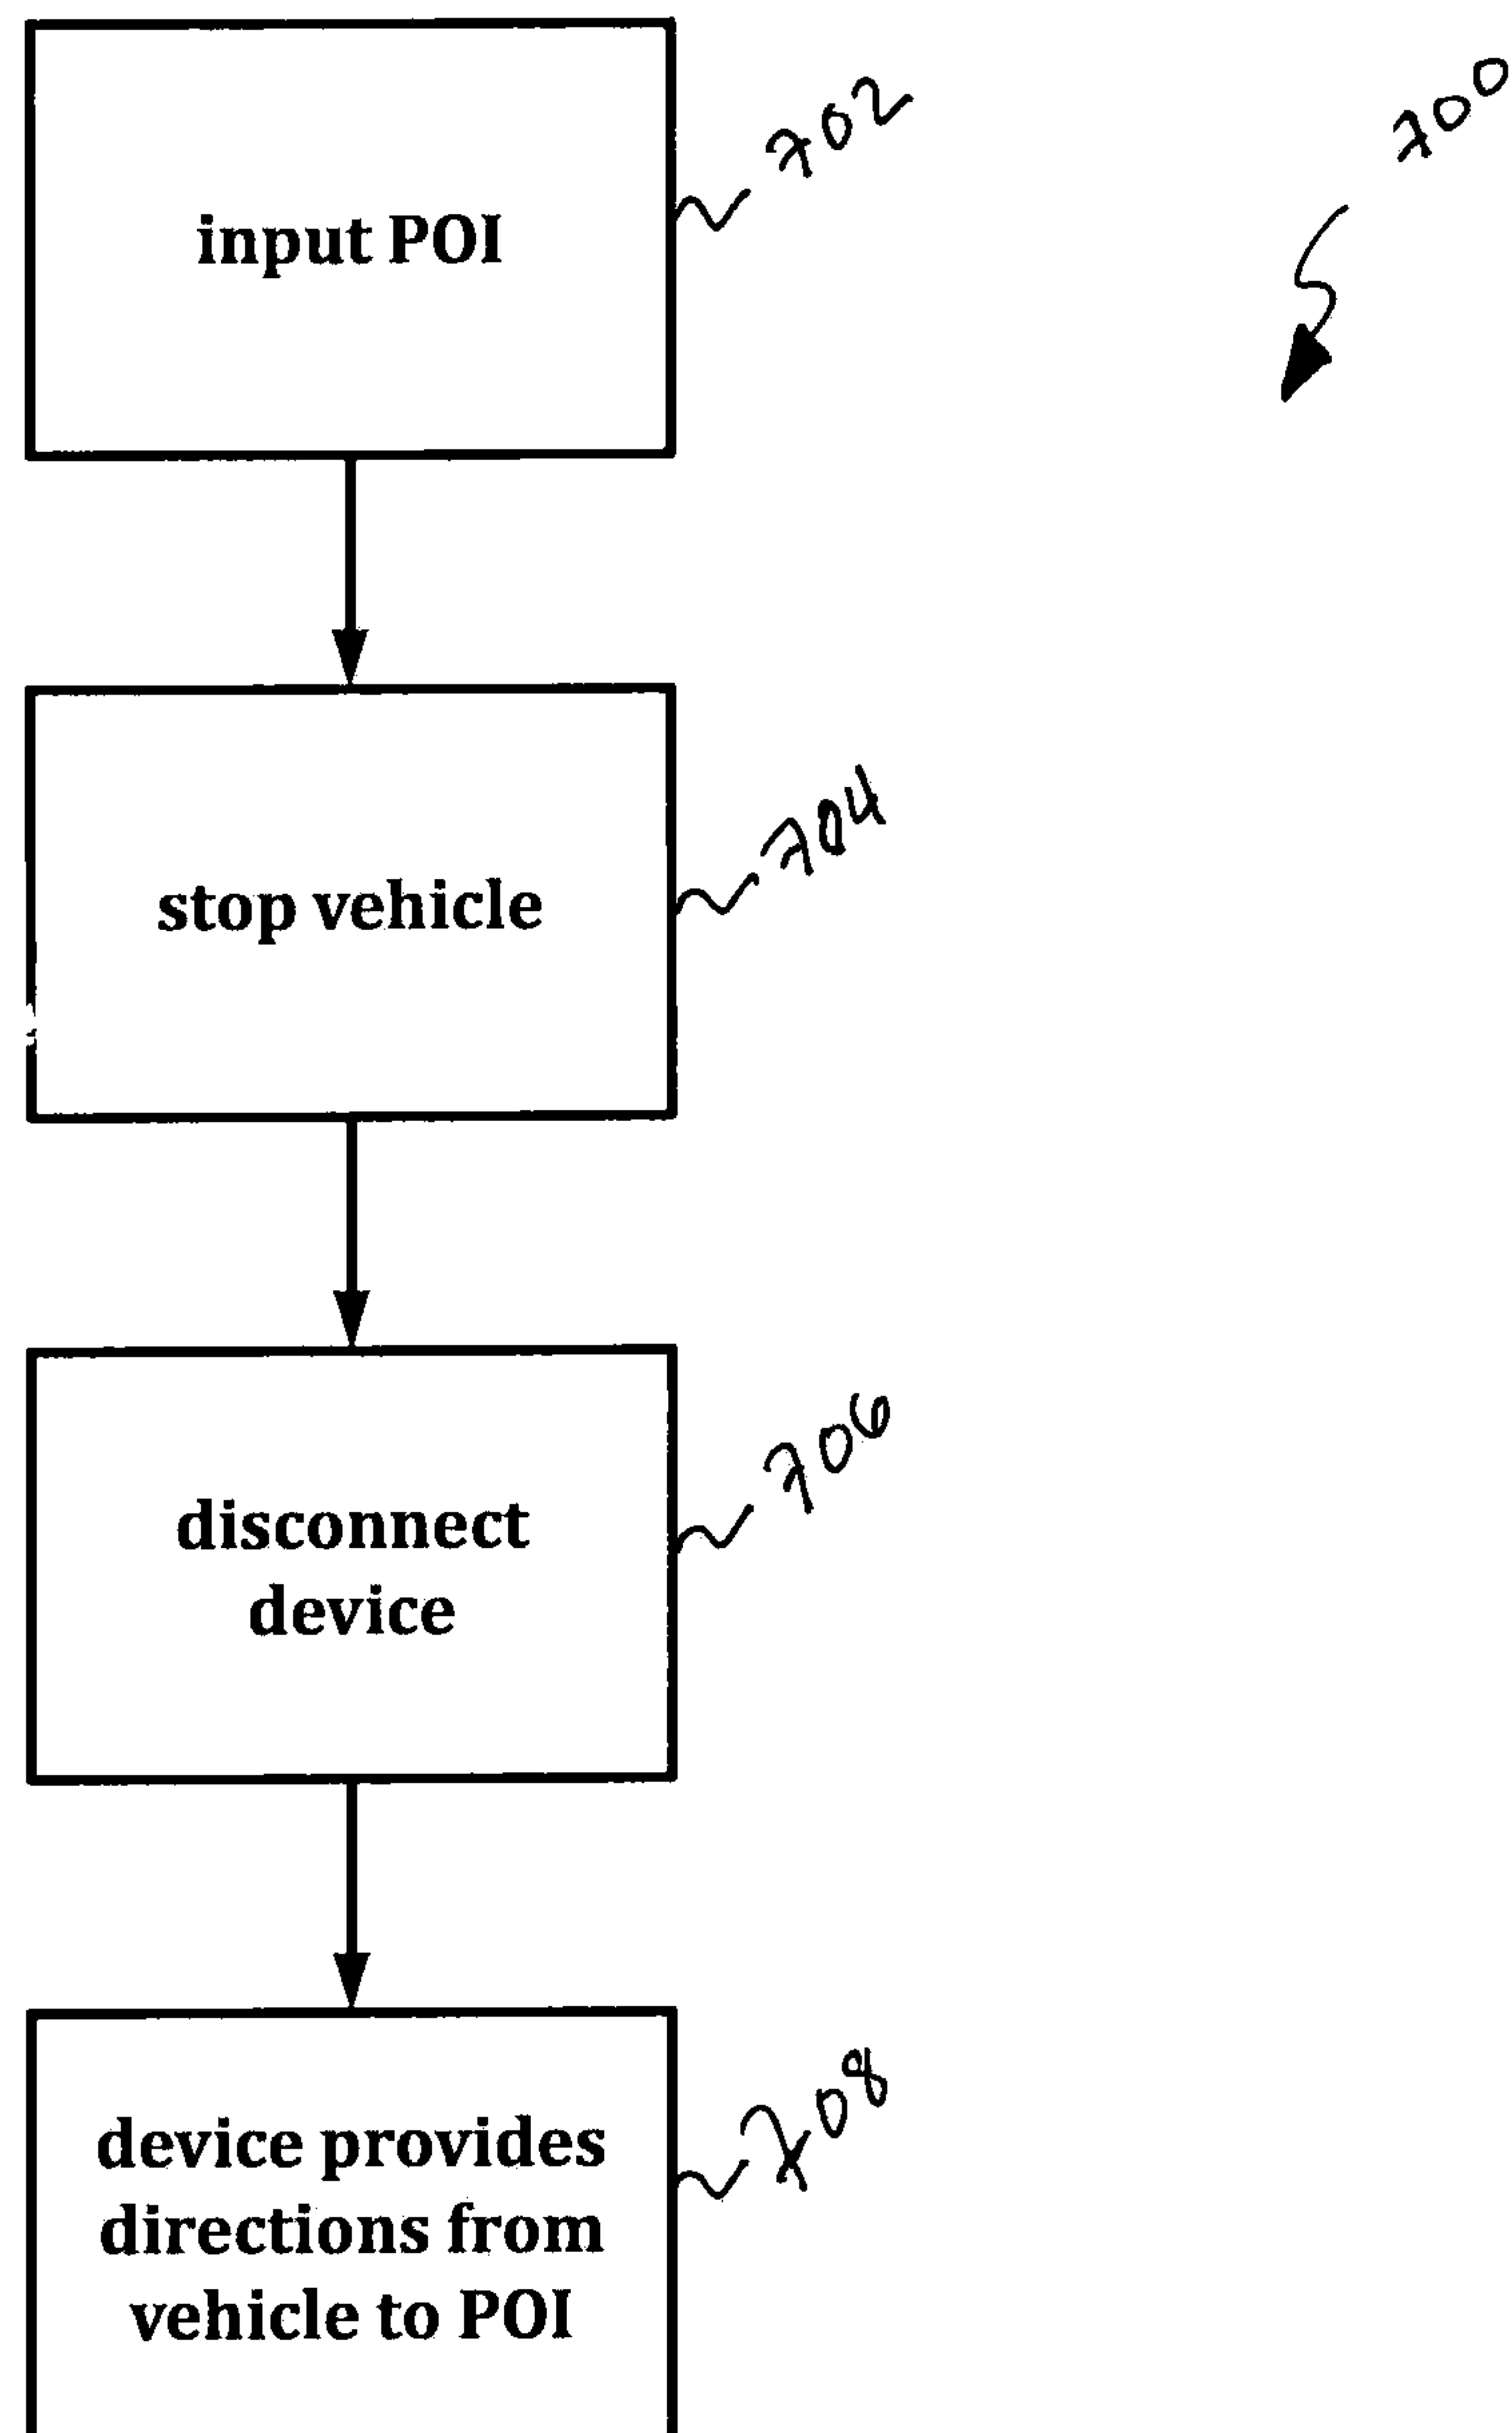 700
input POI
702
stop vehicle
704
disconnect
device
706
device provides
directions from
vehicle to POI
708